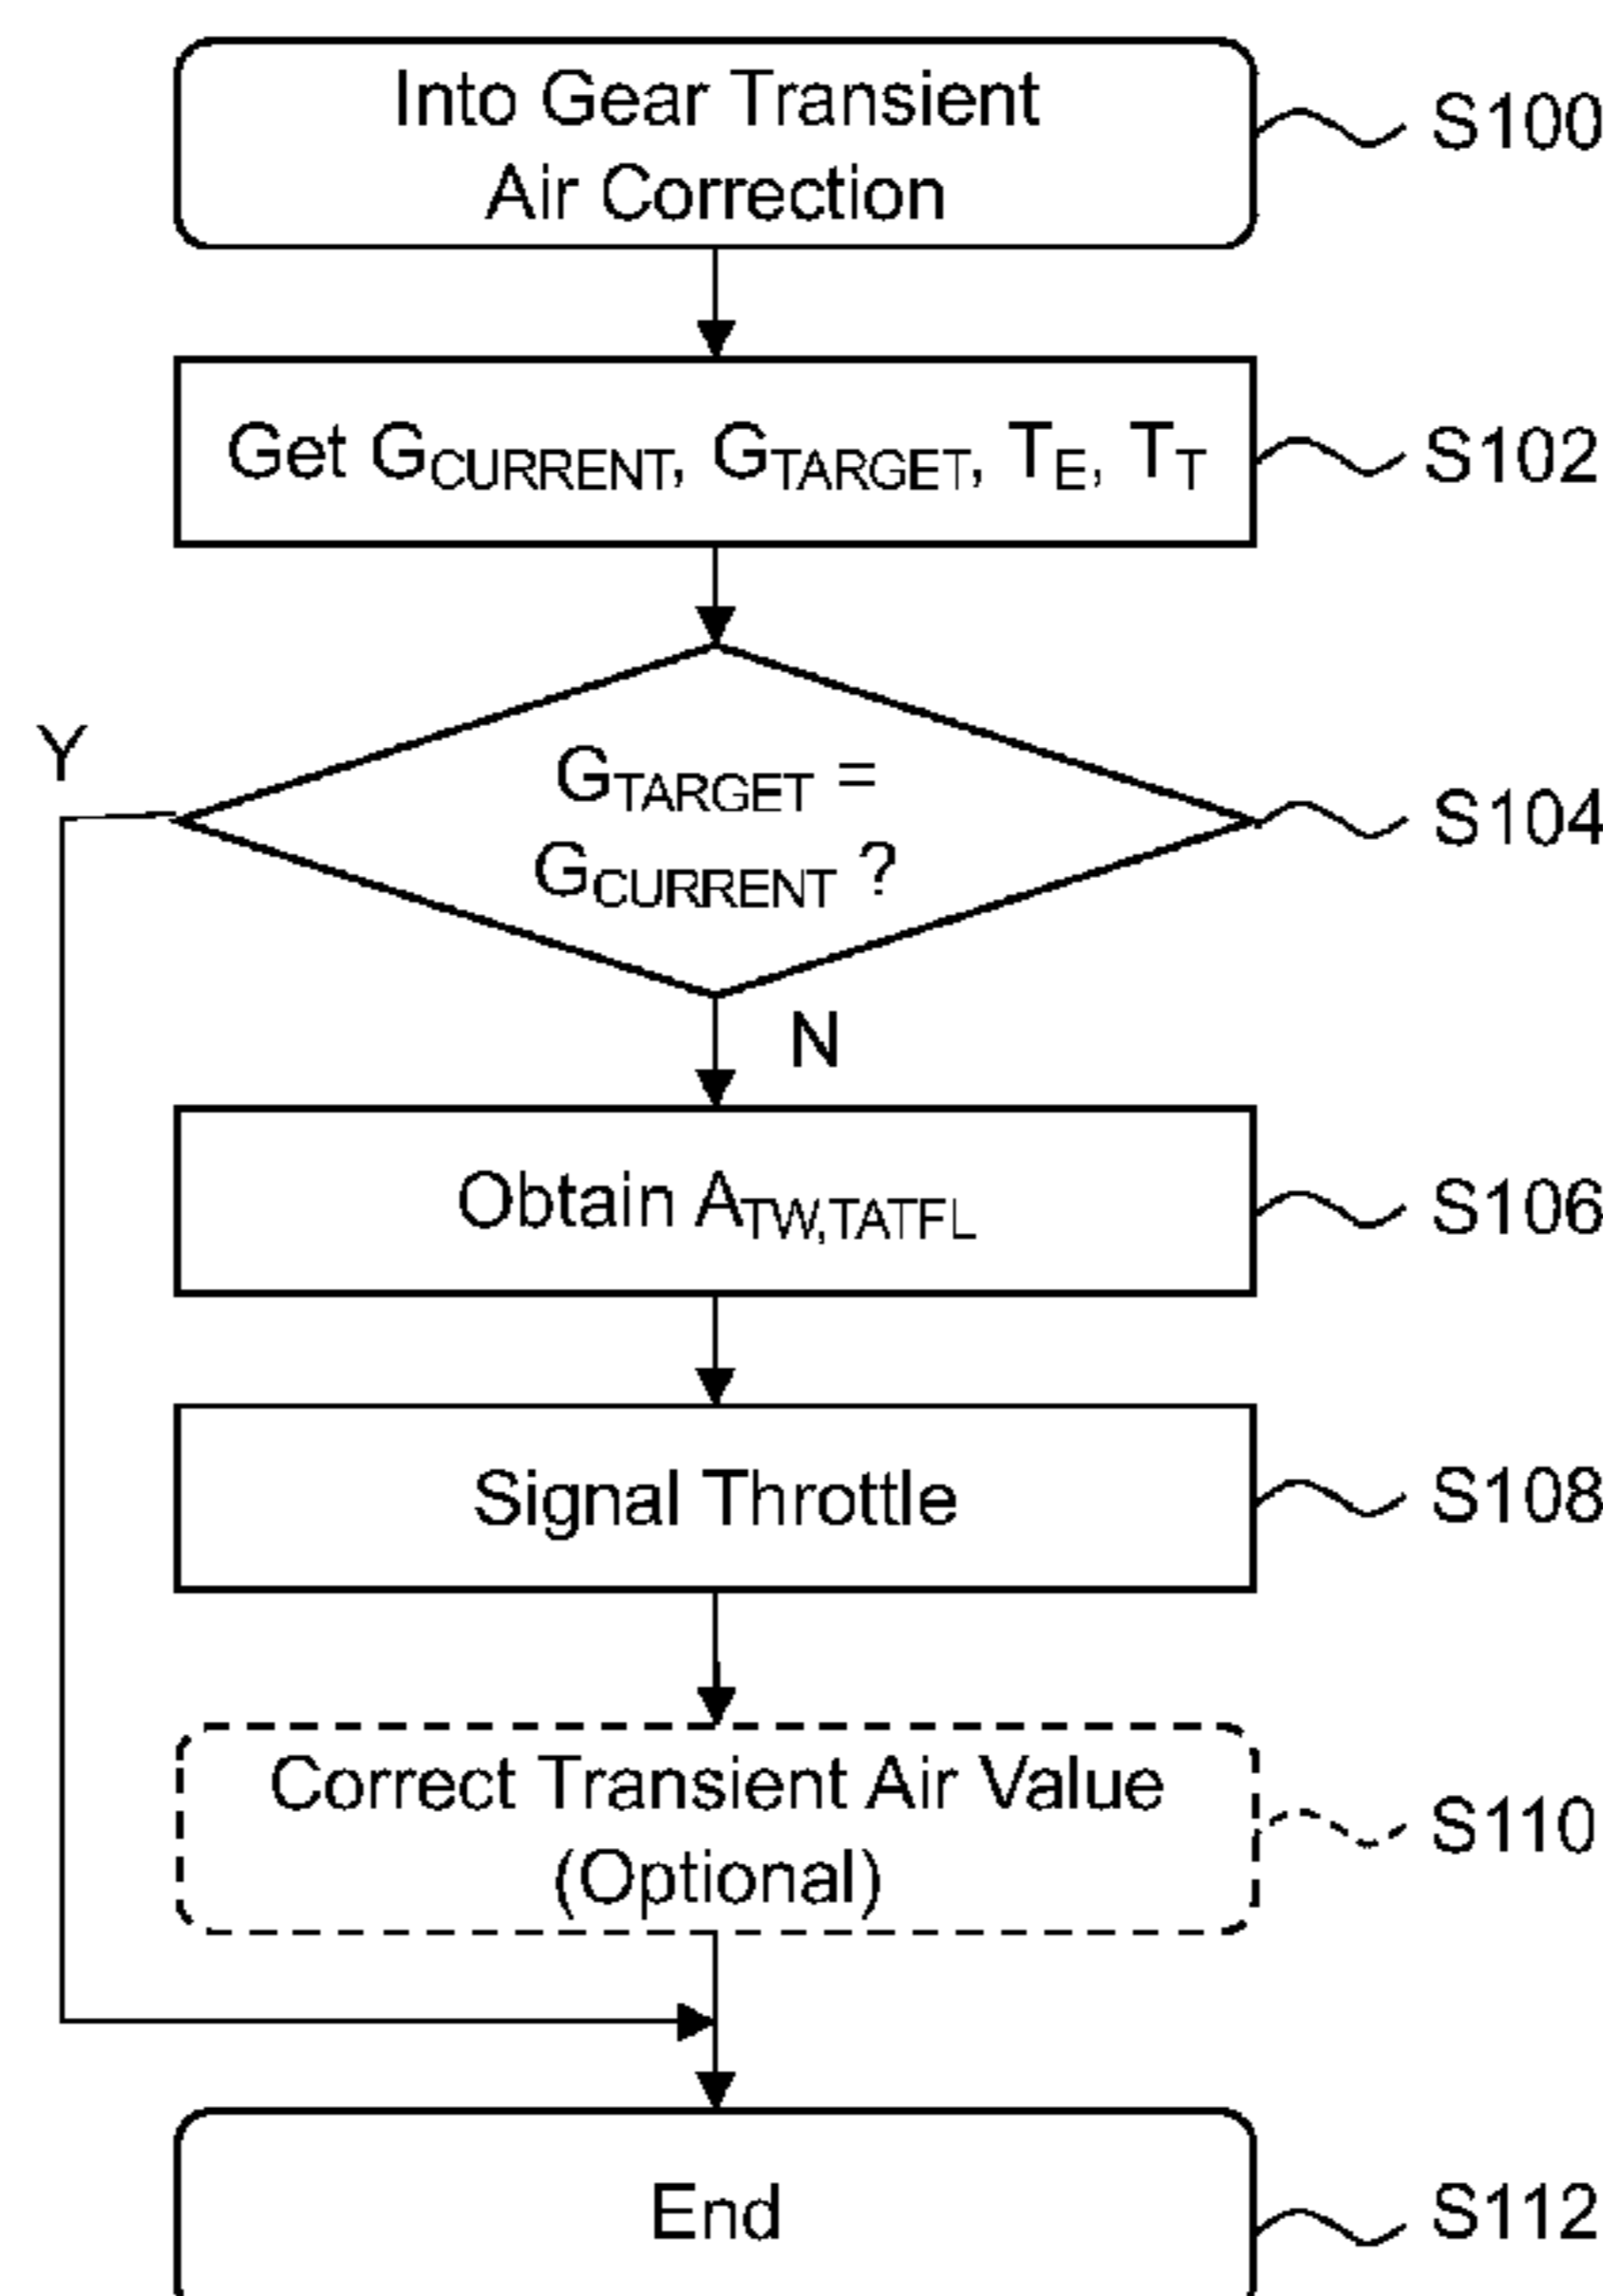 Into Gear Transient
Air Correction
S100
Get GCURRENT, GTARGET, TE, TT
S102
Y
GTARGET =
GCURRENT ?
S104
N
Obtain ATW,TATFL
S106
Signal Throttle
S108
Correct Transient Air Value
(Optional)
S110
End
S112